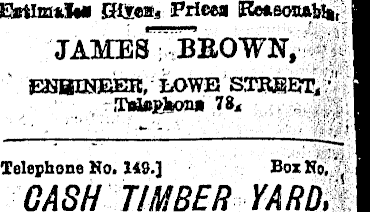 Estimates Given, Prices Reasonable,
JAMES BROWN,
ENGINEER, LOWE STREET,
Telephone 78.
Telephone No. 149.] Box No.
CASH TIMBER YARD,